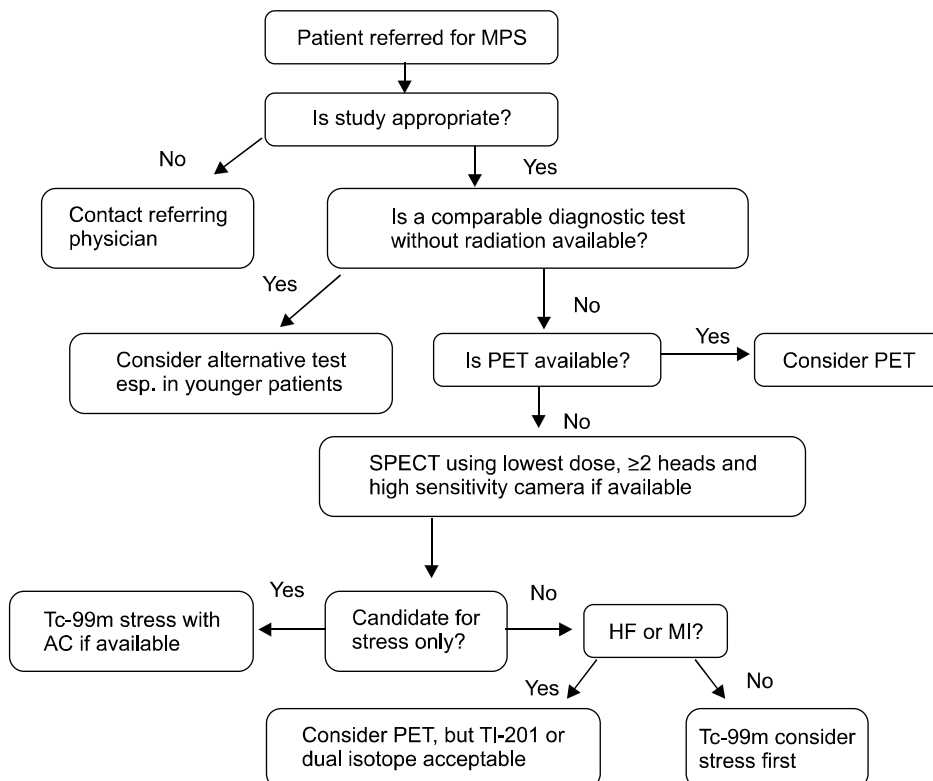 Patient referred for MPS
Is study appropriate?
No
Yes
Contact referring
physician
Is a comparable diagnostic test
without radiation available?
Yes
No
Consider alternative test
esp. in younger patients
Is PET available?
Yes
Consider PET
No
SPECT using lowest dose, ≥2 heads and
high sensitivity camera if available
Yes
No
Tc-99m stress with
AC if available
Candidate for
stress only?
HF or MI?
Yes
No
Consider PET, but TI-201 or
dual isotope acceptable
Tc-99m consider
stress first